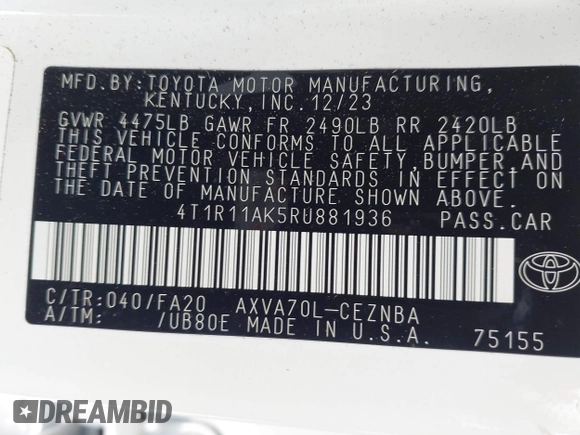 MFD.BY:TOYOTA MOTOR MANUFACTURING,
KENTUCKY,INC.12/23
GVWR 4475LB GAWR FR 2490LB RR 2420LB
THIS VEHICLE CONFORMS TO ALL APPLICABLE
FEDERAL MOTOR VEHICLE SAFETY,BUMPER,AND
THEFT PREVENTION STANDARDS IN EFFECT ON
THE DATE OF MANUFACTURE SHOWN ABOVE.
4T1R11AK5RU881936 PASS.CAR
C/TR:040/FA20 AXVA70L-CEZNBA
A/TM: /UB80E MADE IN U.S.A. 75155
DREAMBID